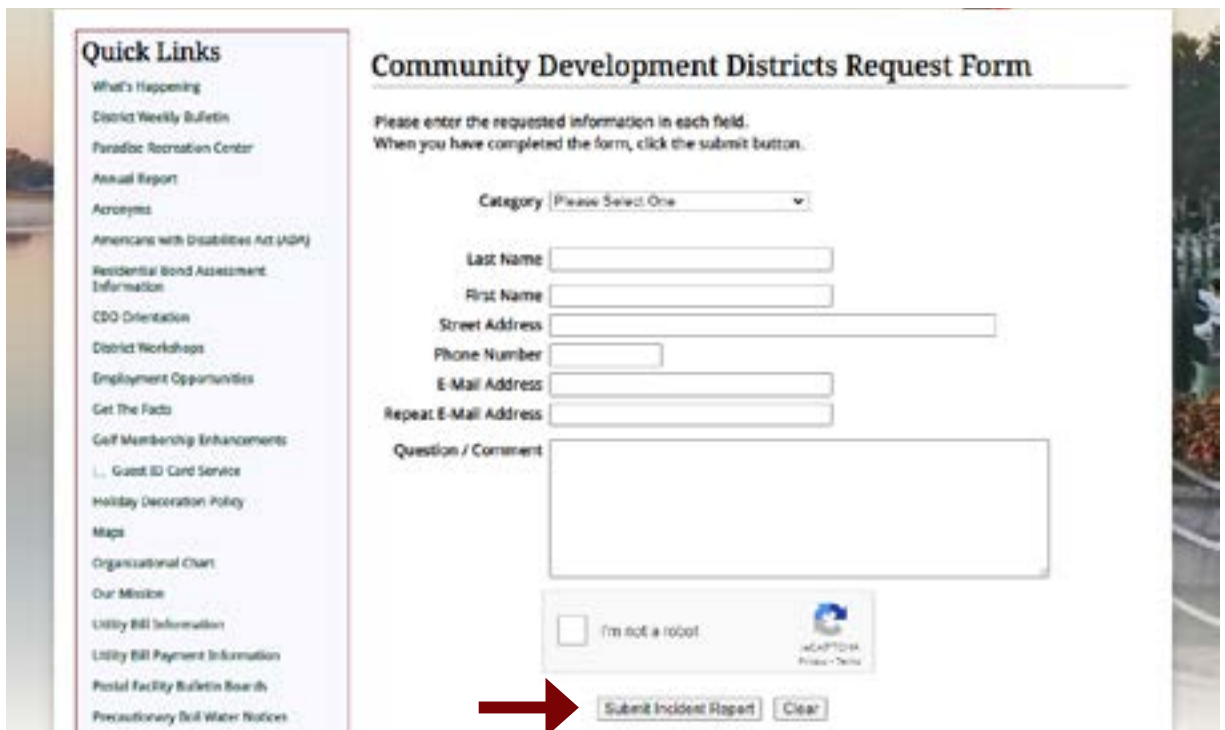 Quick Links
What's Happening
District Weekly Bulletin
Paradise Recreation Center
Annual Report
Acronyms
Americans with Disabilities Act (ADA)
Residential Bond Assessment
Information
CDD Orientation
District Workshops
Employment Opportunities
Get The Facts
Golf Membership Enhancements
Guest ID Card Service
Holiday Decoration Policy
Maps
Organizational Chart
Our Mission
Utility Bill Information
Utility Bill Payment Information
Postal Facility Bulletin Boards
Precautionary Boil Water Notices
Community Development Districts Request Form
Please enter the requested information in each field.
When you have completed the form, click the submit button.
Category Please Select One
Last Name
First Name
Street Address
Phone Number
E-Mail Address
Repeat E-Mail Address
Question / Comment
I'm not a robot
reCAPTCHA
Privacy - Terms
Submit Incident Report Clear